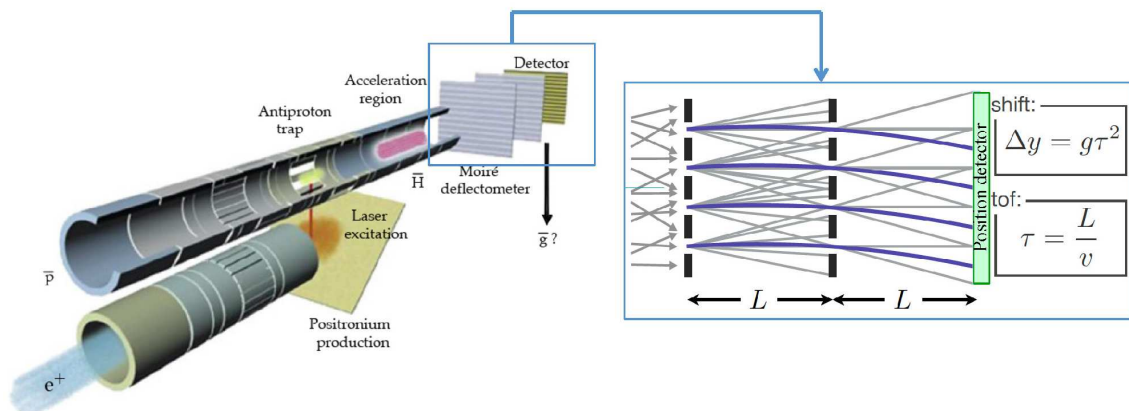 Detector
Acceleration
region
Antiproton
trap
H̅
Moiré
deflectometer
g̅ ?
Laser
excitation
p̅
Positronium
production
e⁺
L
L
Position detector
shift:
Δy = gτ²
tof:
τ = L/v